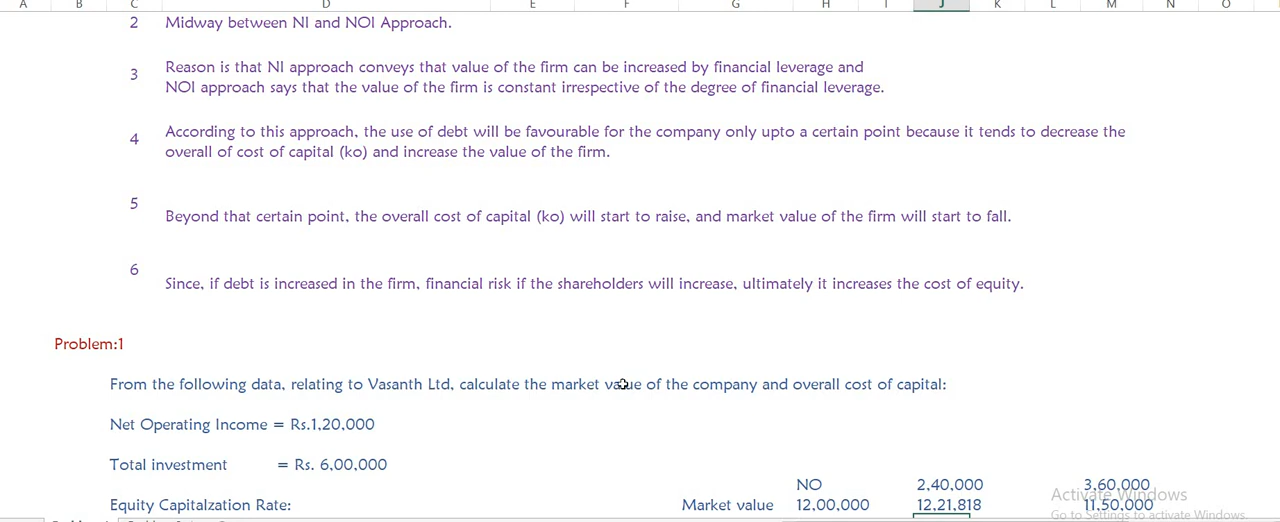 A B C D E F G H I J K L M N O
2 Midway between NI and NOI Approach.
3 Reason is that NI approach conveys that value of the firm can be increased by financial leverage and
NOI approach says that the value of the firm is constant irrespective of the degree of financial leverage.
4 According to this approach, the use of debt will be favourable for the company only upto a certain point because it tends to decrease the
overall of cost of capital (ko) and increase the value of the firm.
5
Beyond that certain point, the overall cost of capital (ko) will start to raise, and market value of the firm will start to fall.
6
Since, if debt is increased in the firm, financial risk if the shareholders will increase, ultimately it increases the cost of equity.
Problem:1
From the following data, relating to Vasanth Ltd, calculate the market value of the company and overall cost of capital:
Net Operating Income = Rs.1,20,000
Total investment = Rs. 6,00,000
NO 2,40,000 3,60,000
Equity Capitalzation Rate: Market value 12,00,000 12,21,818 11,50,000
Activate Windows
Go to Settings to activate Windows.